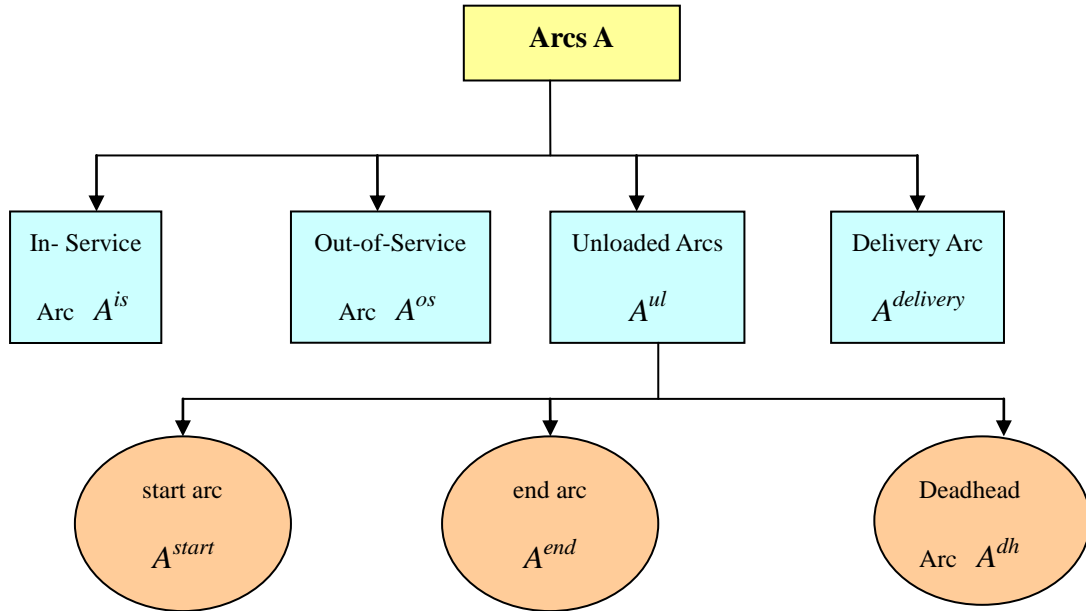 Arcs A
In- Service
Arc A^{is}
Out-of-Service
Arc A^{os}
Unloaded Arcs
A^{ul}
Delivery Arc
A^{delivery}
start arc
A^{start}
end arc
A^{end}
Deadhead
Arc A^{dh}